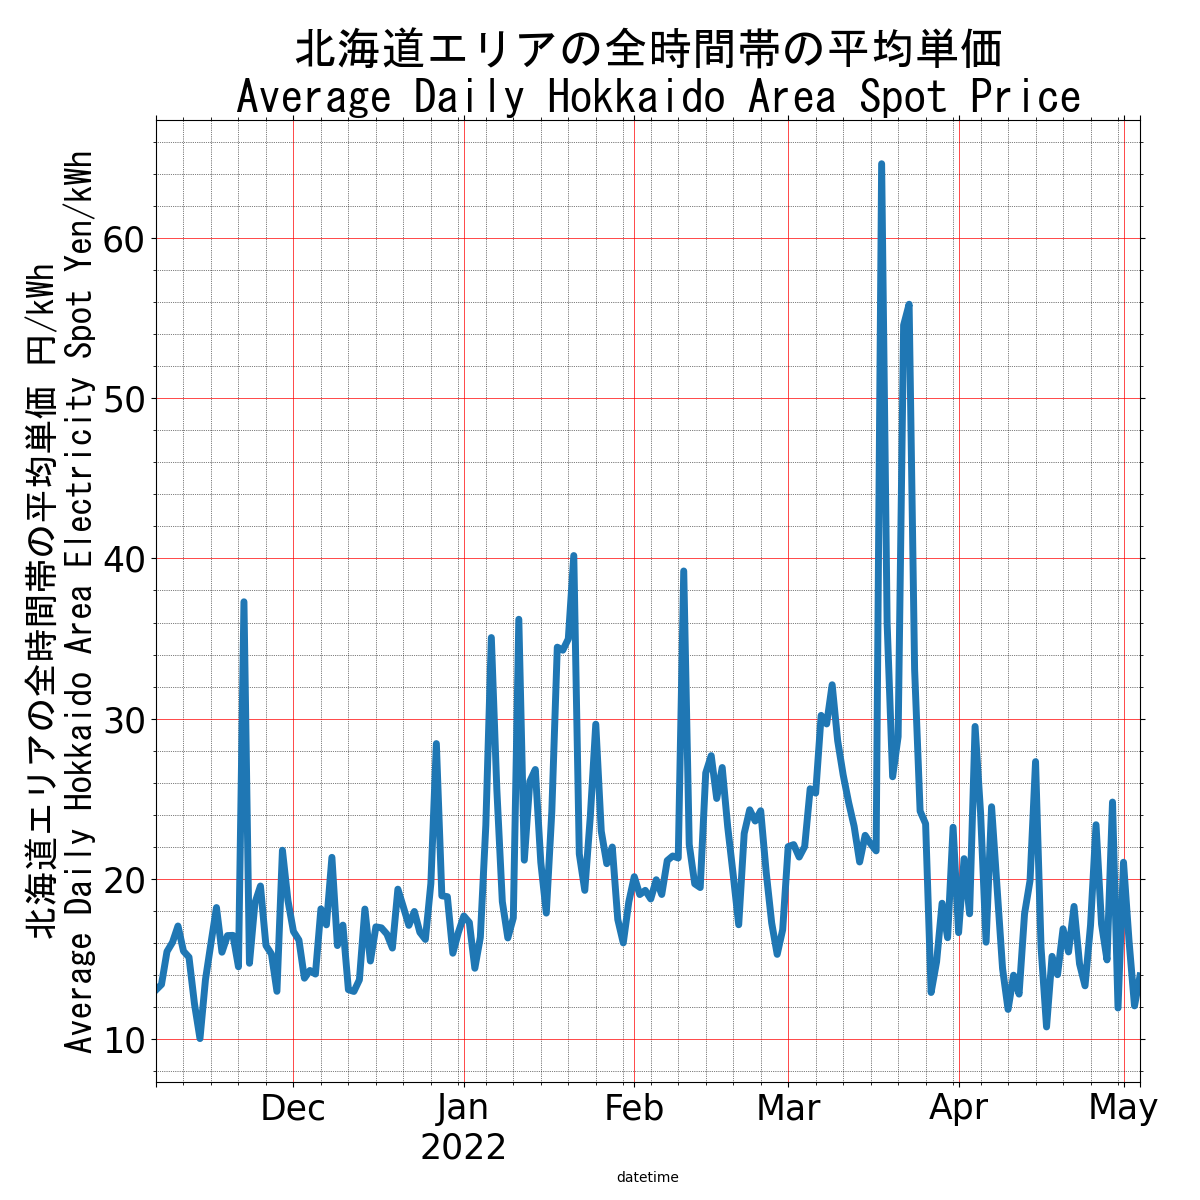 北海道エリアの全時間帯の平均単価
Average Daily Hokkaido Area Spot Price
北海道エリアの全時間帯の平均単価 円/kWh
Average Daily Hokkaido Area Electricity Spot Yen/kWh
60
50
40
30
20
10
Dec
Jan
2022
Feb
Mar
Apr
May
datetime